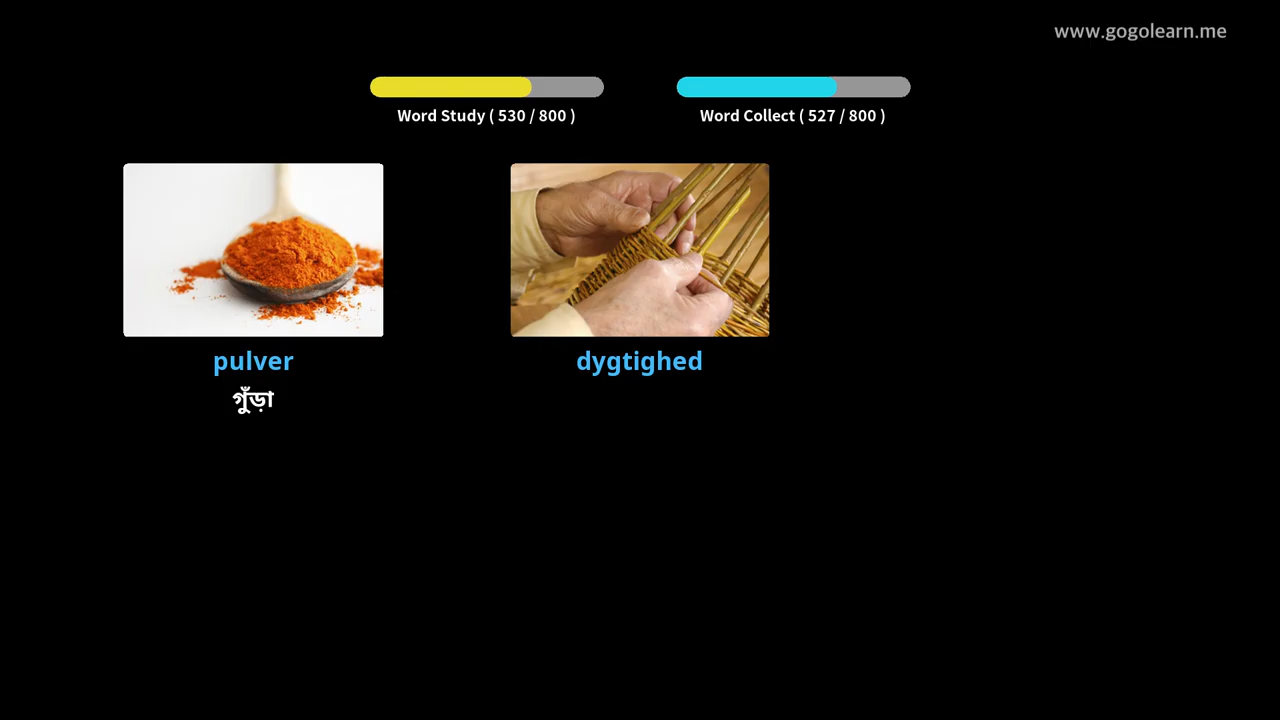 www.gogolearn.me
Word Study ( 530 / 800 )
Word Collect ( 527 / 800 )
pulver
dygtighed
গুঁড়া